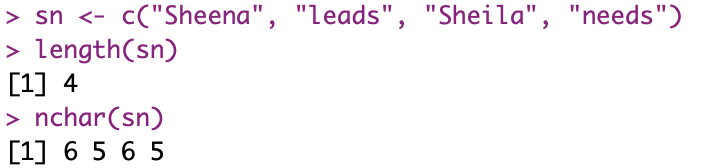 > sn <- c("Sheena", "leads", "Sheila", "needs")
> length(sn)
[1] 4
> nchar(sn)
[1] 6 5 6 5